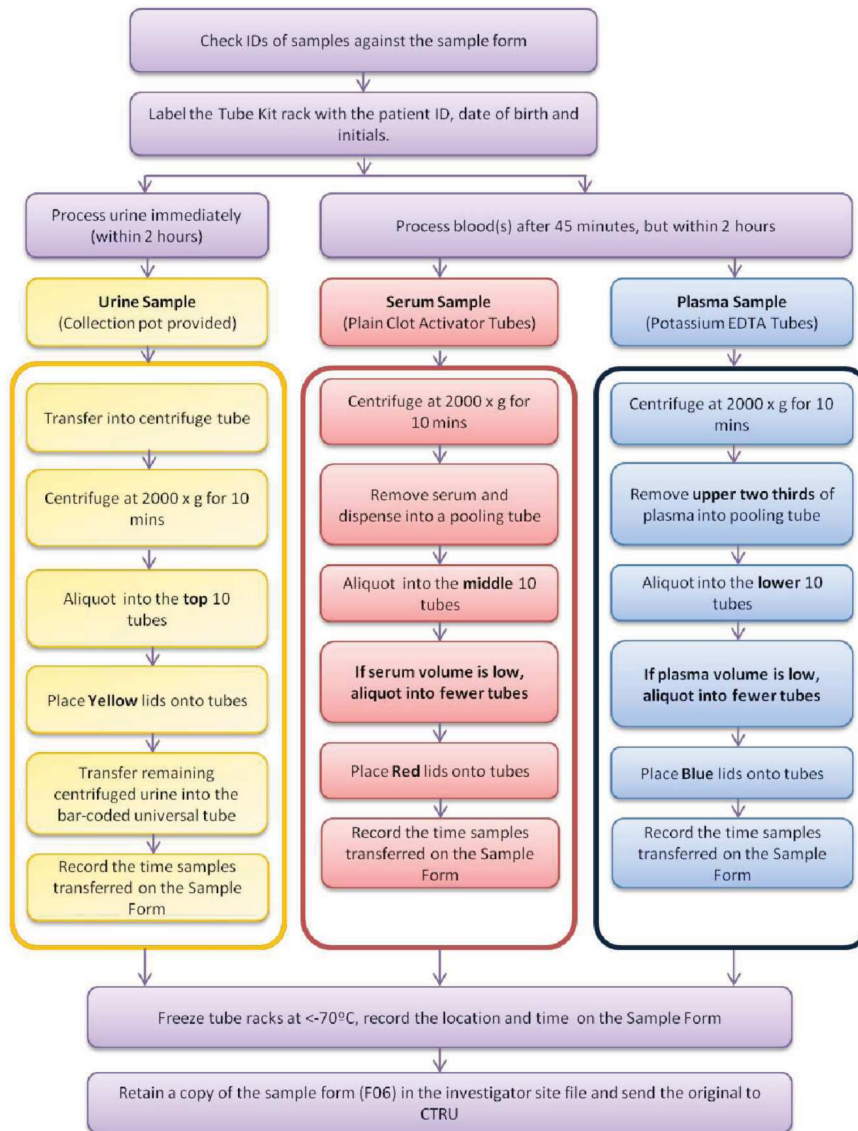 Check IDs of samples against the sample form
Label the Tube Kit rack with the patient ID, date of birth and
initials.
Process urine immediately
(within 2 hours)
Process blood(s) after 45 minutes, but within 2 hours
Urine Sample
(Collection pot provided)
Serum Sample
(Plain Clot Activator Tubes)
Plasma Sample
(Potassium EDTA Tubes)
Transfer into centrifuge tube
Centrifuge at 2000 x g for 10
mins
Aliquot into the top 10
tubes
Place Yellow lids onto tubes
Transfer remaining
centrifuged urine into the
bar-coded universal tube
Record the time samples
transferred on the Sample
Form
Centrifuge at 2000 x g for
10 mins
Remove serum and
dispense into a pooling tube
Aliquot into the middle 10
tubes
If serum volume is low,
aliquot into fewer tubes
Place Red lids onto tubes
Record the time samples
transferred on the Sample
Form
Centrifuge at 2000 x g for 10
mins
Remove upper two thirds of
plasma into pooling tube
Aliquot into the lower 10
tubes
If plasma volume is low,
aliquot into fewer tubes
Place Blue lids onto tubes
Record the time samples
transferred on the Sample
Form
Freeze tube racks at <-70ºC, record the location and time on the Sample Form
Retain a copy of the sample form (F06) in the investigator site file and send the original to
CTRU